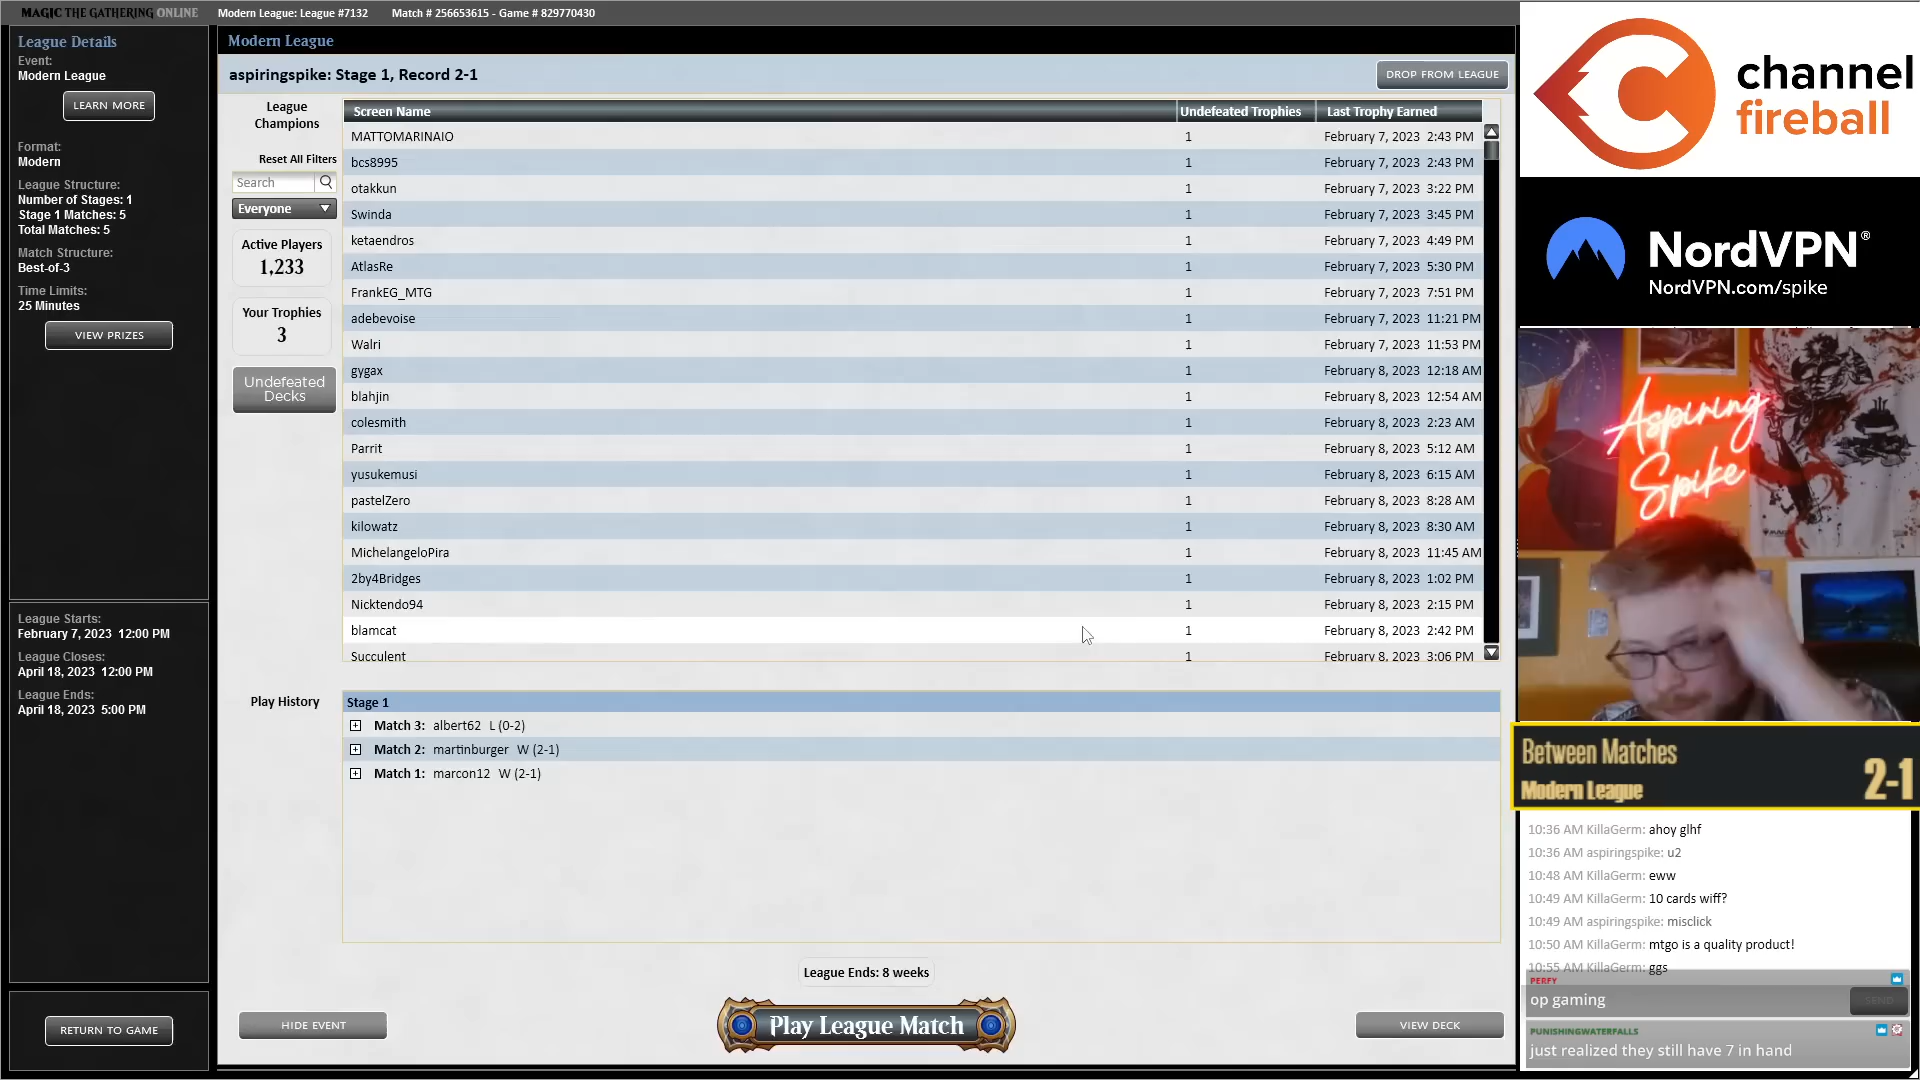 MAGIC THE GATHERING ONLINE
Modern League: League #7132
Match # 256653615 - Game # 829770430
League Details
Event:
Modern League
LEARN MORE
Format:
Modern
League Structure:
Number of Stages: 1
Stage 1 Matches: 5
Total Matches: 5
Match Structure:
Best-of-3
Time Limits:
25 Minutes
VIEW PRIZES
League Starts:
February 7, 2023 12:00 PM
League Closes:
April 18, 2023 12:00 PM
League Ends:
April 18, 2023 5:00 PM
RETURN TO GAME
Modern League
aspiringspike: Stage 1, Record 2-1
DROP FROM LEAGUE
League
Champions
Reset All Filters
Search
Everyone
Active Players
1,233
Your Trophies
3
Undefeated
Decks
Screen Name Undefeated Trophies Last Trophy Earned
MATTOMARINAIO 1 February 7, 2023 2:43 PM
bcs8995 1 February 7, 2023 2:43 PM
otakkun 1 February 7, 2023 3:22 PM
Swinda 1 February 7, 2023 3:45 PM
ketaendros 1 February 7, 2023 4:49 PM
AtlasRe 1 February 7, 2023 5:30 PM
FrankEG_MTG 1 February 7, 2023 7:51 PM
adebevoise 1 February 7, 2023 11:21 PM
Walri 1 February 7, 2023 11:53 PM
gygax 1 February 8, 2023 12:18 AM
blahjin 1 February 8, 2023 12:54 AM
colesmith 1 February 8, 2023 2:23 AM
Parrit 1 February 8, 2023 5:12 AM
yusukemusi 1 February 8, 2023 6:15 AM
pastelZero 1 February 8, 2023 8:28 AM
kilowatz 1 February 8, 2023 8:30 AM
MichelangeloPira 1 February 8, 2023 11:45 AM
2by4Bridges 1 February 8, 2023 1:02 PM
Nicktendo94 1 February 8, 2023 2:15 PM
blamcat 1 February 8, 2023 2:42 PM
Succulent 1 February 8, 2023 3:06 PM
Play History
Stage 1
Match 3: albert62 L (0-2)
Match 2: martinburger W (2-1)
Match 1: marcon12 W (2-1)
League Ends: 8 weeks
HIDE EVENT
Play League Match
VIEW DECK
channel
fireball
NordVPN®
NordVPN.com/spike
Aspiring
Spike
Between Matches
Modern League
2-1
10:36 AM KillaGerm: ahoy glhf
10:36 AM aspiringspike: u2
10:48 AM KillaGerm: eww
10:49 AM KillaGerm: 10 cards wiff?
10:49 AM aspiringspike: misclick
10:50 AM KillaGerm: mtgo is a quality product!
10:55 AM KillaGerm: ggs
PERFY
op gaming
SEND
PUNISHINGWATERFALLS
just realized they still have 7 in hand